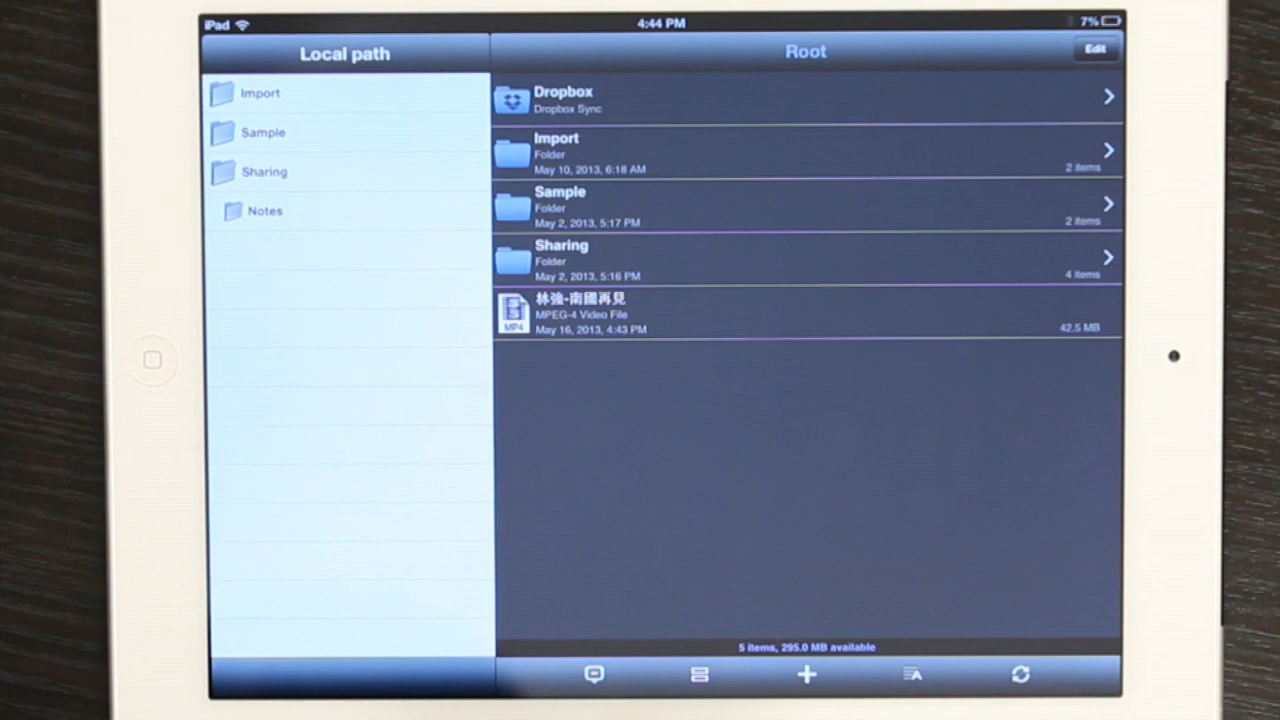 iPad
4:44 PM
7%
Local path
Root
Edit
Import
Sample
Sharing
Notes
Dropbox
Dropbox Sync
Import
Folder
May 10, 2013, 6:18 AM
2 items
Sample
Folder
May 2, 2013, 5:17 PM
2 items
Sharing
Folder
May 2, 2013, 5:16 PM
4 items
林強-南國再見
MPEG-4 Video File
May 16, 2013, 4:43 PM
42.5 MB
MP4
5 items, 295.0 MB available
A